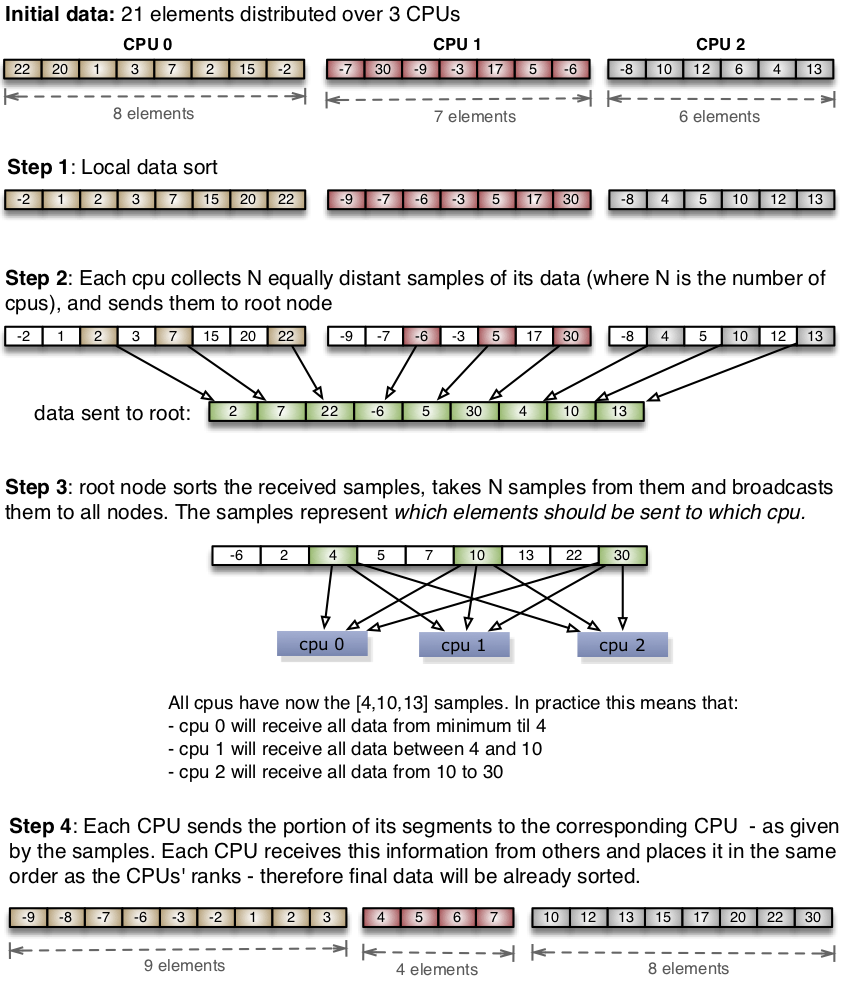 Initial data: 21 elements distributed over 3 CPUs
CPU 0 CPU 1 CPU 2
22 20 1 3 7 2 15 -2 -7 30 -9 -3 17 5 -6 -8 10 12 6 4 13
8 elements 7 elements 6 elements
Step 1: Local data sort
-2 1 2 3 7 15 20 22 -9 -7 -6 -3 5 17 30 -8 4 5 10 12 13
Step 2: Each cpu collects N equally distant samples of its data (where N is the number of
cpus), and sends them to root node
-2 1 2 3 7 15 20 22 -9 -7 -6 -3 5 17 30 -8 4 5 10 12 13
data sent to root: 2 7 22 -6 5 30 4 10 13
Step 3: root node sorts the received samples, takes N samples from them and broadcasts
them to all nodes. The samples represent which elements should be sent to which cpu.
-6 2 4 5 7 10 13 22 30
cpu 0 cpu 1 cpu 2
All cpus have now the [4,10,13] samples. In practice this means that:
- cpu 0 will receive all data from minimum til 4
- cpu 1 will receive all data between 4 and 10
- cpu 2 will receive all data from 10 to 30
Step 4: Each CPU sends the portion of its segments to the corresponding CPU - as given
by the samples. Each CPU receives this information from others and places it in the same
order as the CPUs' ranks - therefore final data will be already sorted.
-9 -8 -7 -6 -3 -2 1 2 3 4 5 6 7 10 12 13 15 17 20 22 30
9 elements 4 elements 8 elements